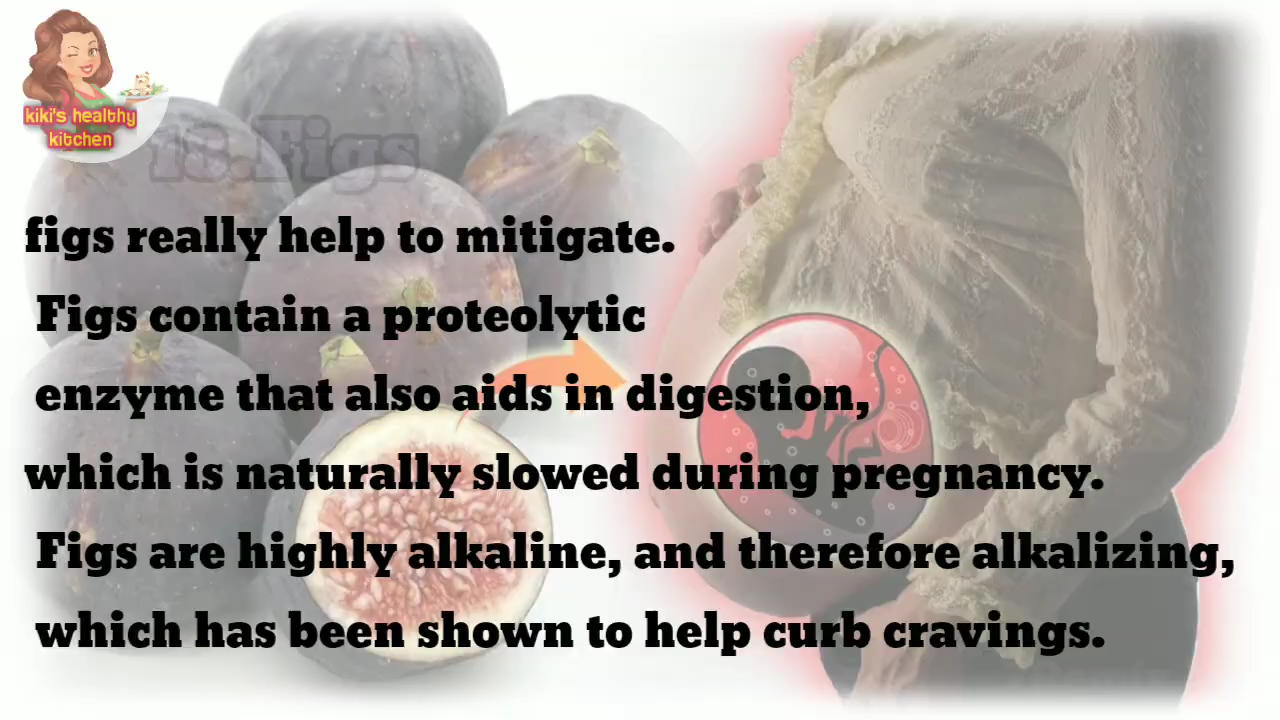 kiki's healthy
kitchen
18.Figs
figs really help to mitigate.
Figs contain a proteolytic
enzyme that also aids in digestion,
which is naturally slowed during pregnancy.
Figs are highly alkaline, and therefore alkalizing,
which has been shown to help curb cravings.